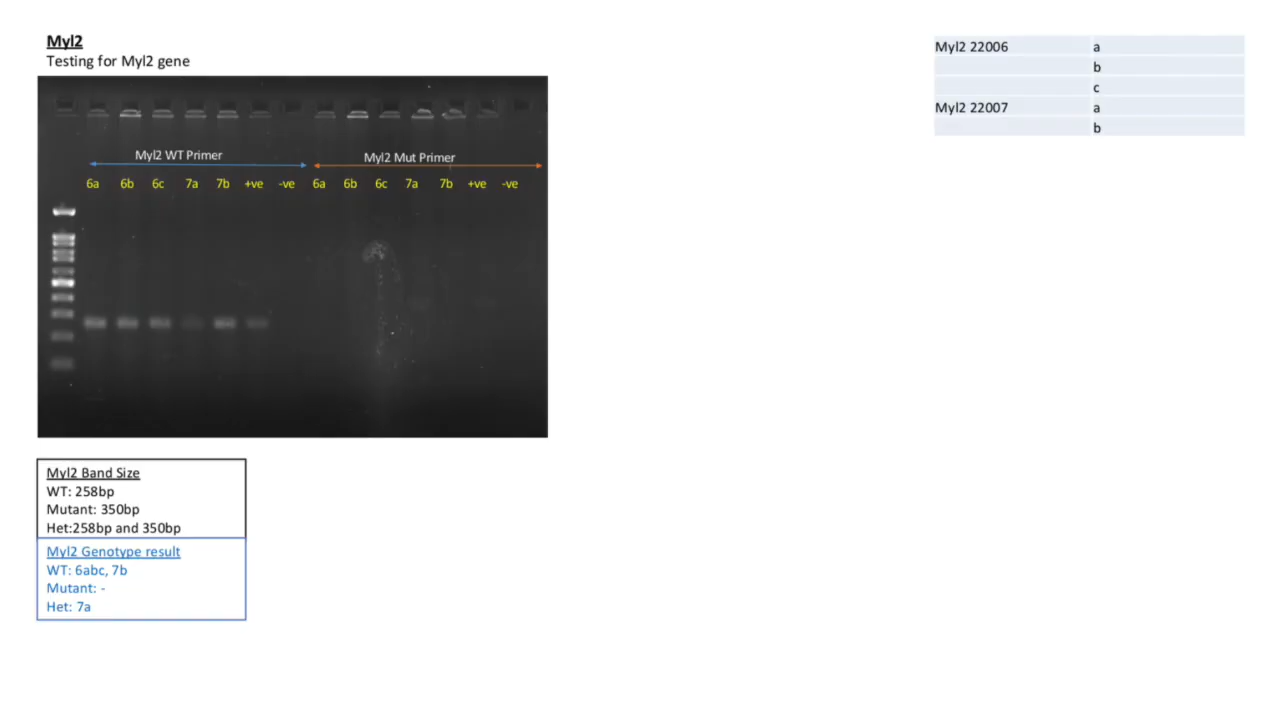 Myl2
Testing for Myl2 gene
Myl2 WT Primer
Myl2 Mut Primer
6a 6b 6c 7a 7b +ve -ve 6a 6b 6c 7a 7b +ve -ve
Myl2 Band Size
WT: 258bp
Mutant: 350bp
Het:258bp and 350bp
Myl2 Genotype result
WT: 6abc, 7b
Mutant: -
Het: 7a
Myl2 22006 a
b
c
Myl2 22007 a
b